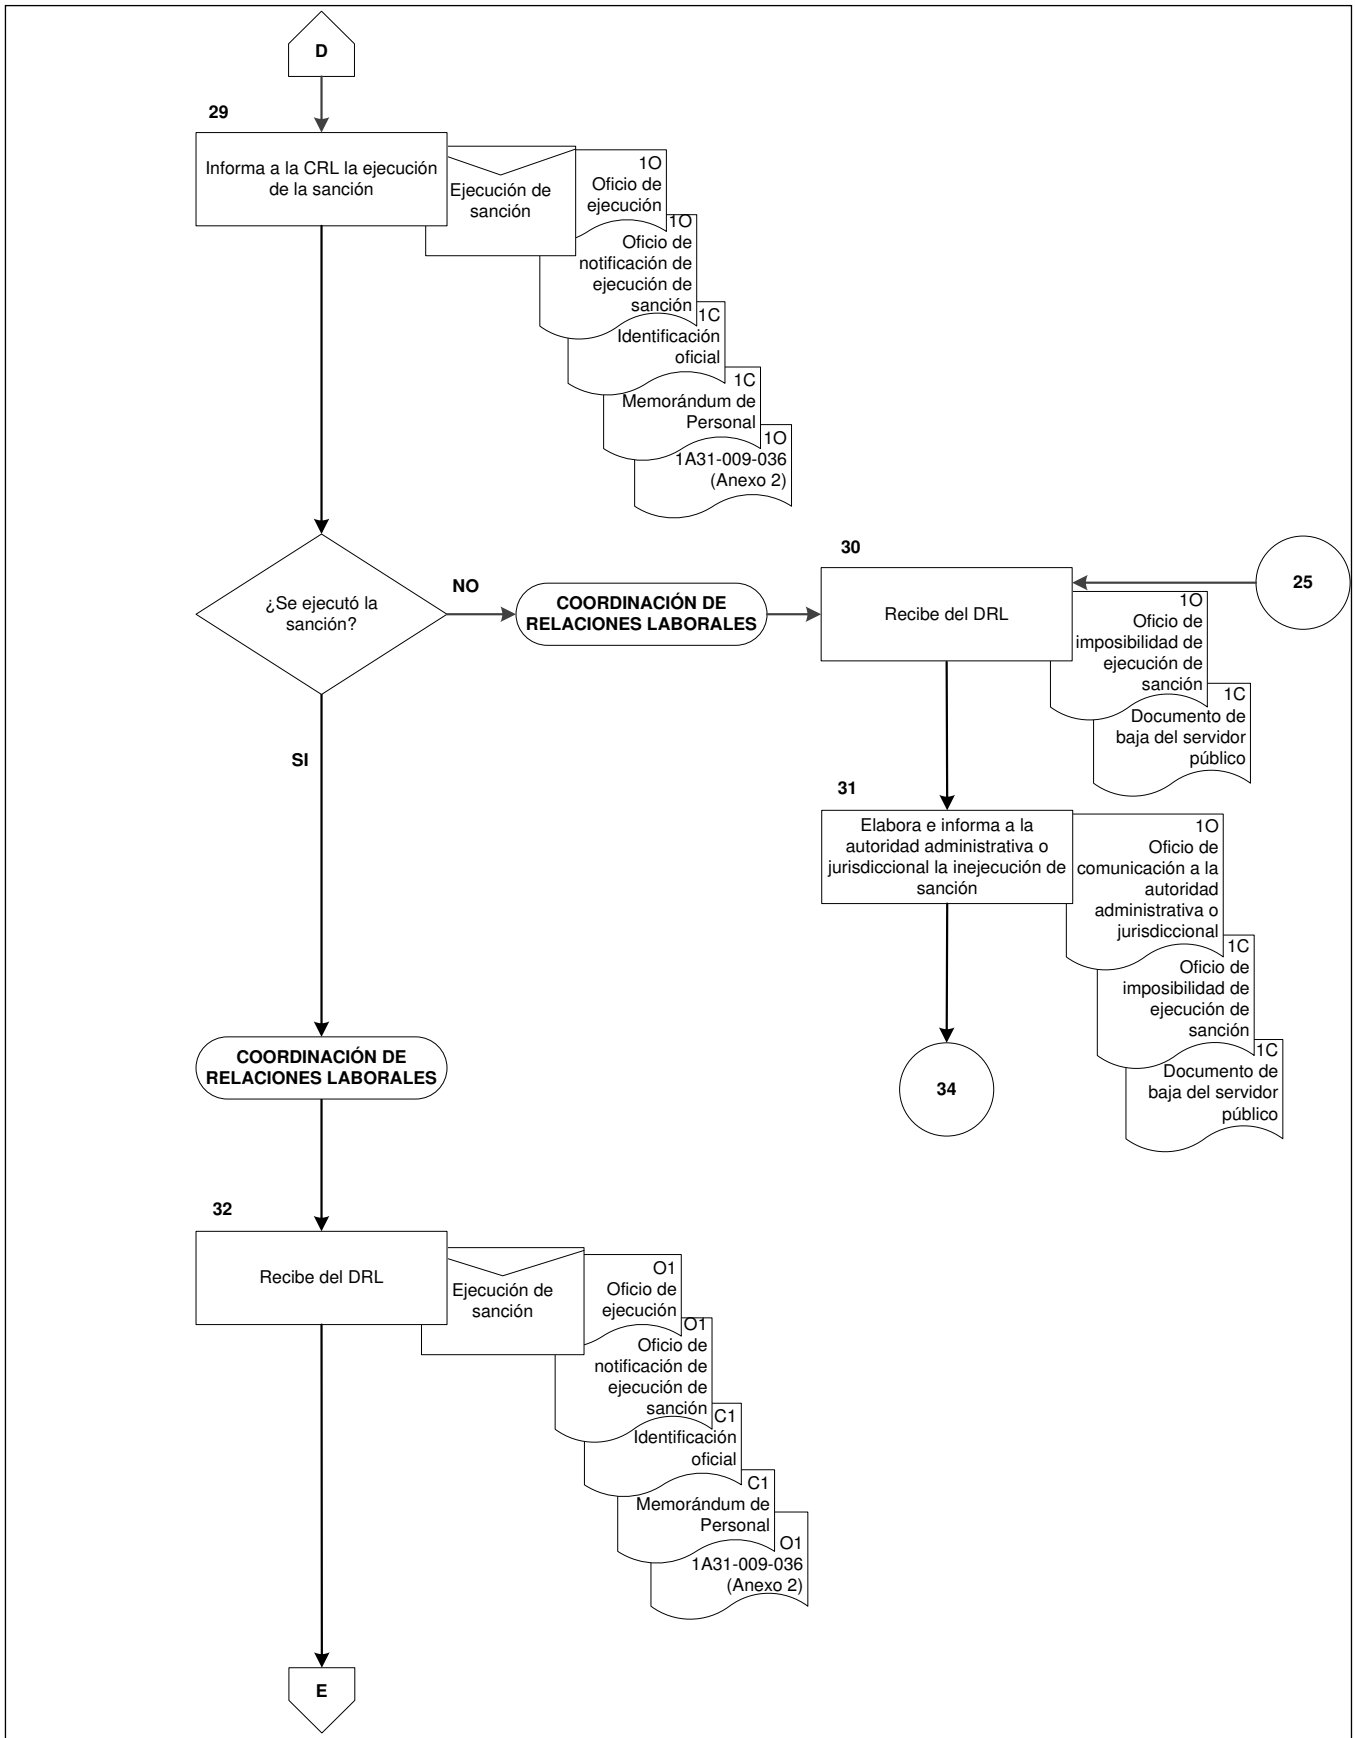 D
29
Informa a la CRL la ejecución
de la sanción
Ejecución de
sanción
1O
Oficio de
ejecución
1O
Oficio de
notificación de
ejecución de
sanción
1C
Identificación
oficial
1C
Memorándum de
Personal
1O
1A31-009-036
(Anexo 2)
¿Se ejecutó la
sanción?
NO
COORDINACIÓN DE
RELACIONES LABORALES
30
Recibe del DRL
25
1O
Oficio de
imposibilidad de
ejecución de
sanción
1C
Documento de
baja del servidor
público
SI
31
Elabora e informa a la
autoridad administrativa o
jurisdiccional la inejecución de
sanción
1O
Oficio de
comunicación a la
autoridad
administrativa o
jurisdiccional
1C
Oficio de
imposibilidad de
ejecución de
sanción
1C
Documento de
baja del servidor
público
34
COORDINACIÓN DE
RELACIONES LABORALES
32
Recibe del DRL
Ejecución de
sanción
O1
Oficio de
ejecución
O1
Oficio de
notificación de
ejecución de
sanción
C1
Identificación
oficial
C1
Memorándum de
Personal
O1
1A31-009-036
(Anexo 2)
E